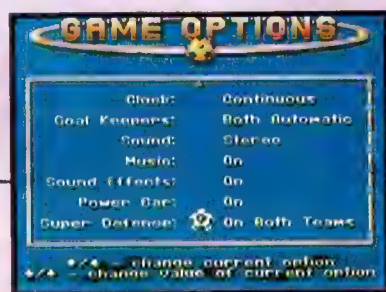 GAME OPTIONS
Clock: Continuous
Goal Keepers: Both Automatic
Sound: Stereo
Music: On
Sound Effects: On
Power Bar: On
Super Defense: On Both Teams
- change current option
- change value of current option